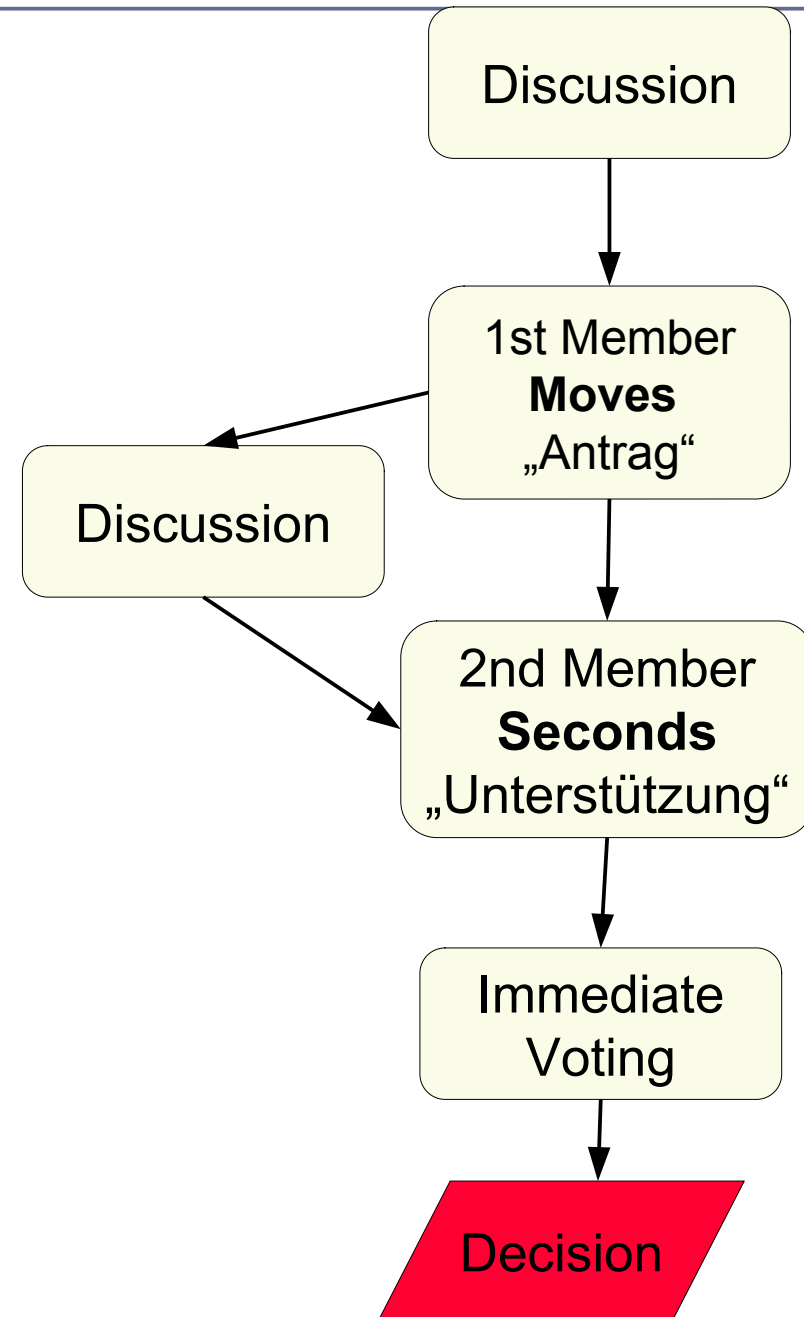 Discussion
1st Member
Moves
„Antrag“
Discussion
2nd Member
Seconds
„Unterstützung“
Immediate
Voting
Decision